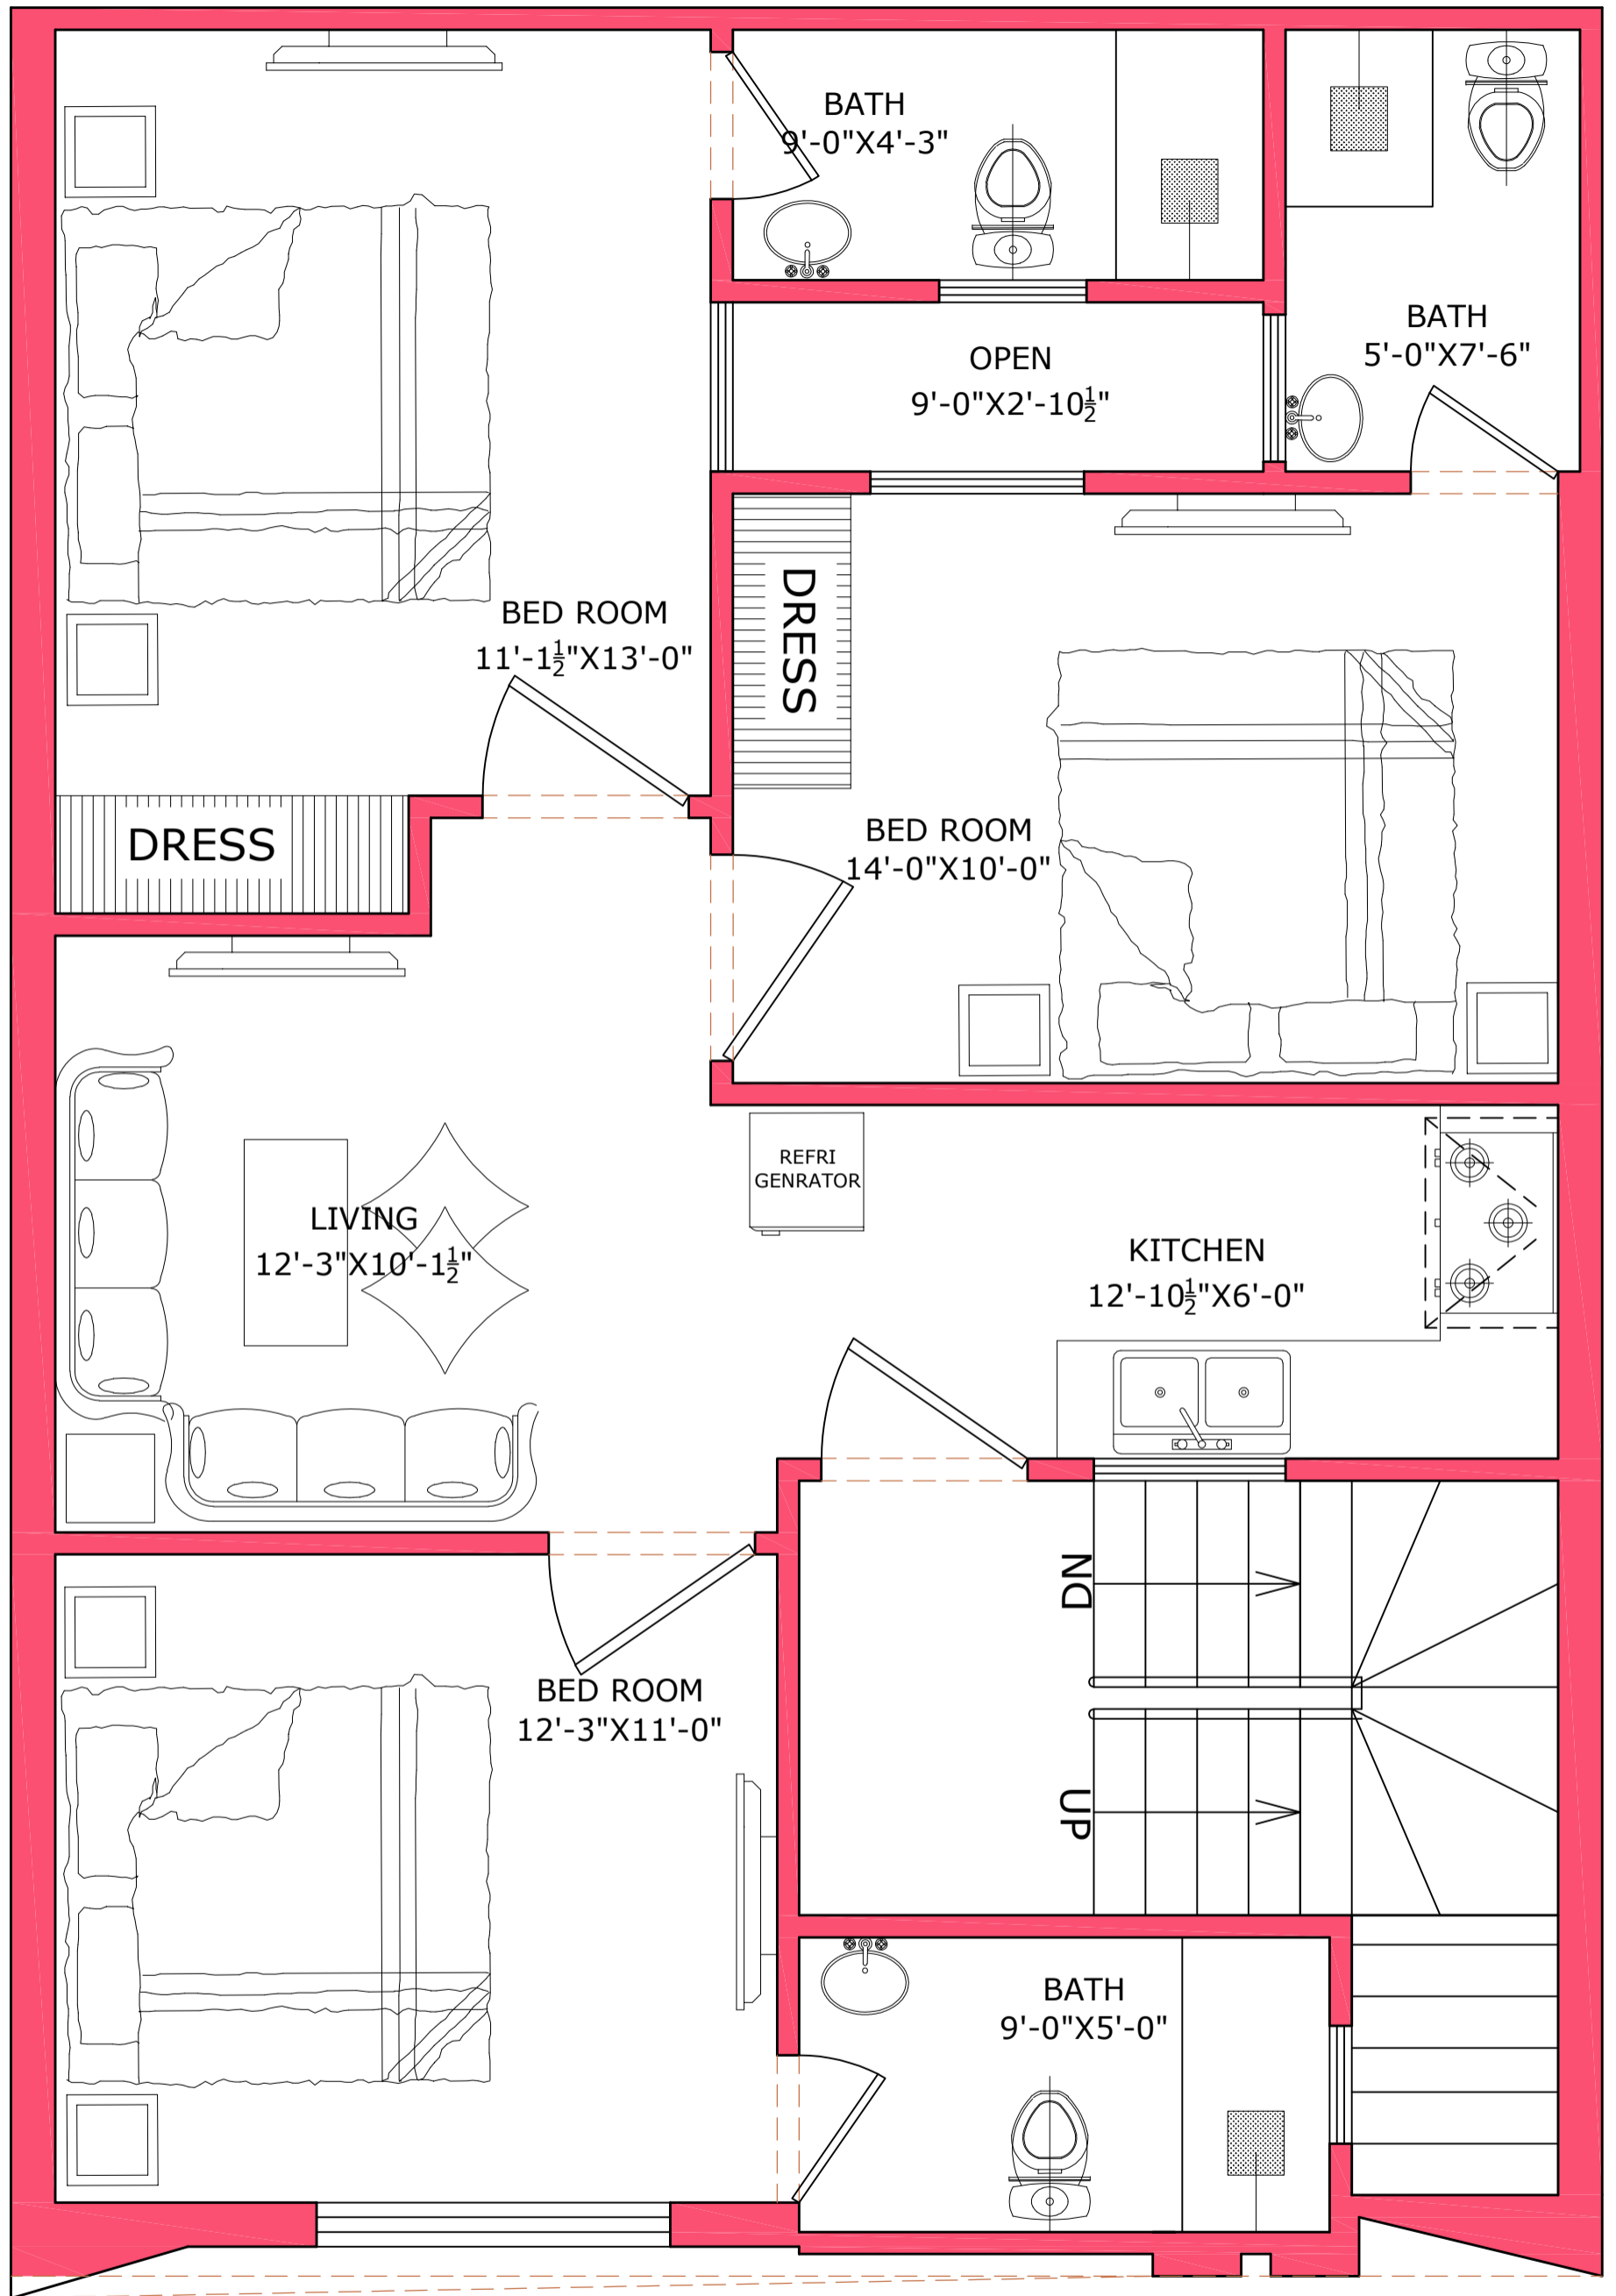 BATH
9'-0"X4'-3"
BATH
5'-0"X7'-6"
OPEN
9'-0"X2'-10½"
BED ROOM
11'-1½"X13'-0"
DRESS
DRESS
BED ROOM
14'-0"X10'-0"
REFRI
GENRATOR
LIVING
12'-3"X10'-1½"
KITCHEN
12'-10½"X6'-0"
DN
BED ROOM
12'-3"X11'-0"
UP
BATH
9'-0"X5'-0"